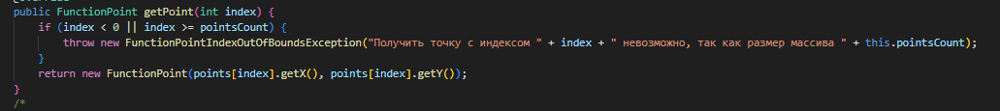 public FunctionPoint getPoint(int index) {
if (index < 0 || index >= pointsCount) {
throw new FunctionPointIndexOutOfBoundsException("Получить точку с индексом " + index + " невозможно, так как размер массива " + this.pointsCount);
}
return new FunctionPoint(points[index].getX(), points[index].getY());
}
/*